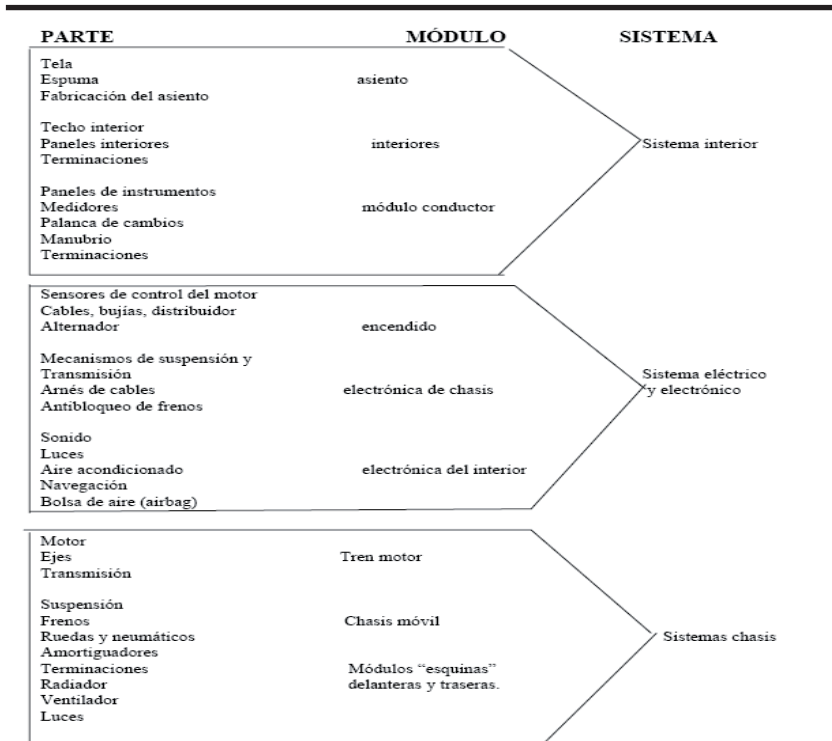 PARTE MÓDULO SISTEMA
Tela
Espuma asiento
Fabricación del asiento
Techo interior
Paneles interiores interiores Sistema interior
Terminaciones
Paneles de instrumentos
Medidores módulo conductor
Palanca de cambios
Manubrio
Terminaciones
Sensores de control del motor
Cables, bujías, distribuidor
Alternador encendido
Mecanismos de suspensión y
Transmisión Sistema eléctrico
Arnés de cables electrónica de chasis y electrónico
Antibloqueo de frenos
Sonido
Luces
Aire acondicionado electrónica del interior
Navegación
Bolsa de aire (airbag)
Motor
Ejes Tren motor
Transmisión
Suspensión
Frenos Chasis móvil
Ruedas y neumáticos Sistemas chasis
Amortiguadores
Terminaciones Módulos “esquinas”
Radiador delanteras y traseras.
Ventilador
Luces